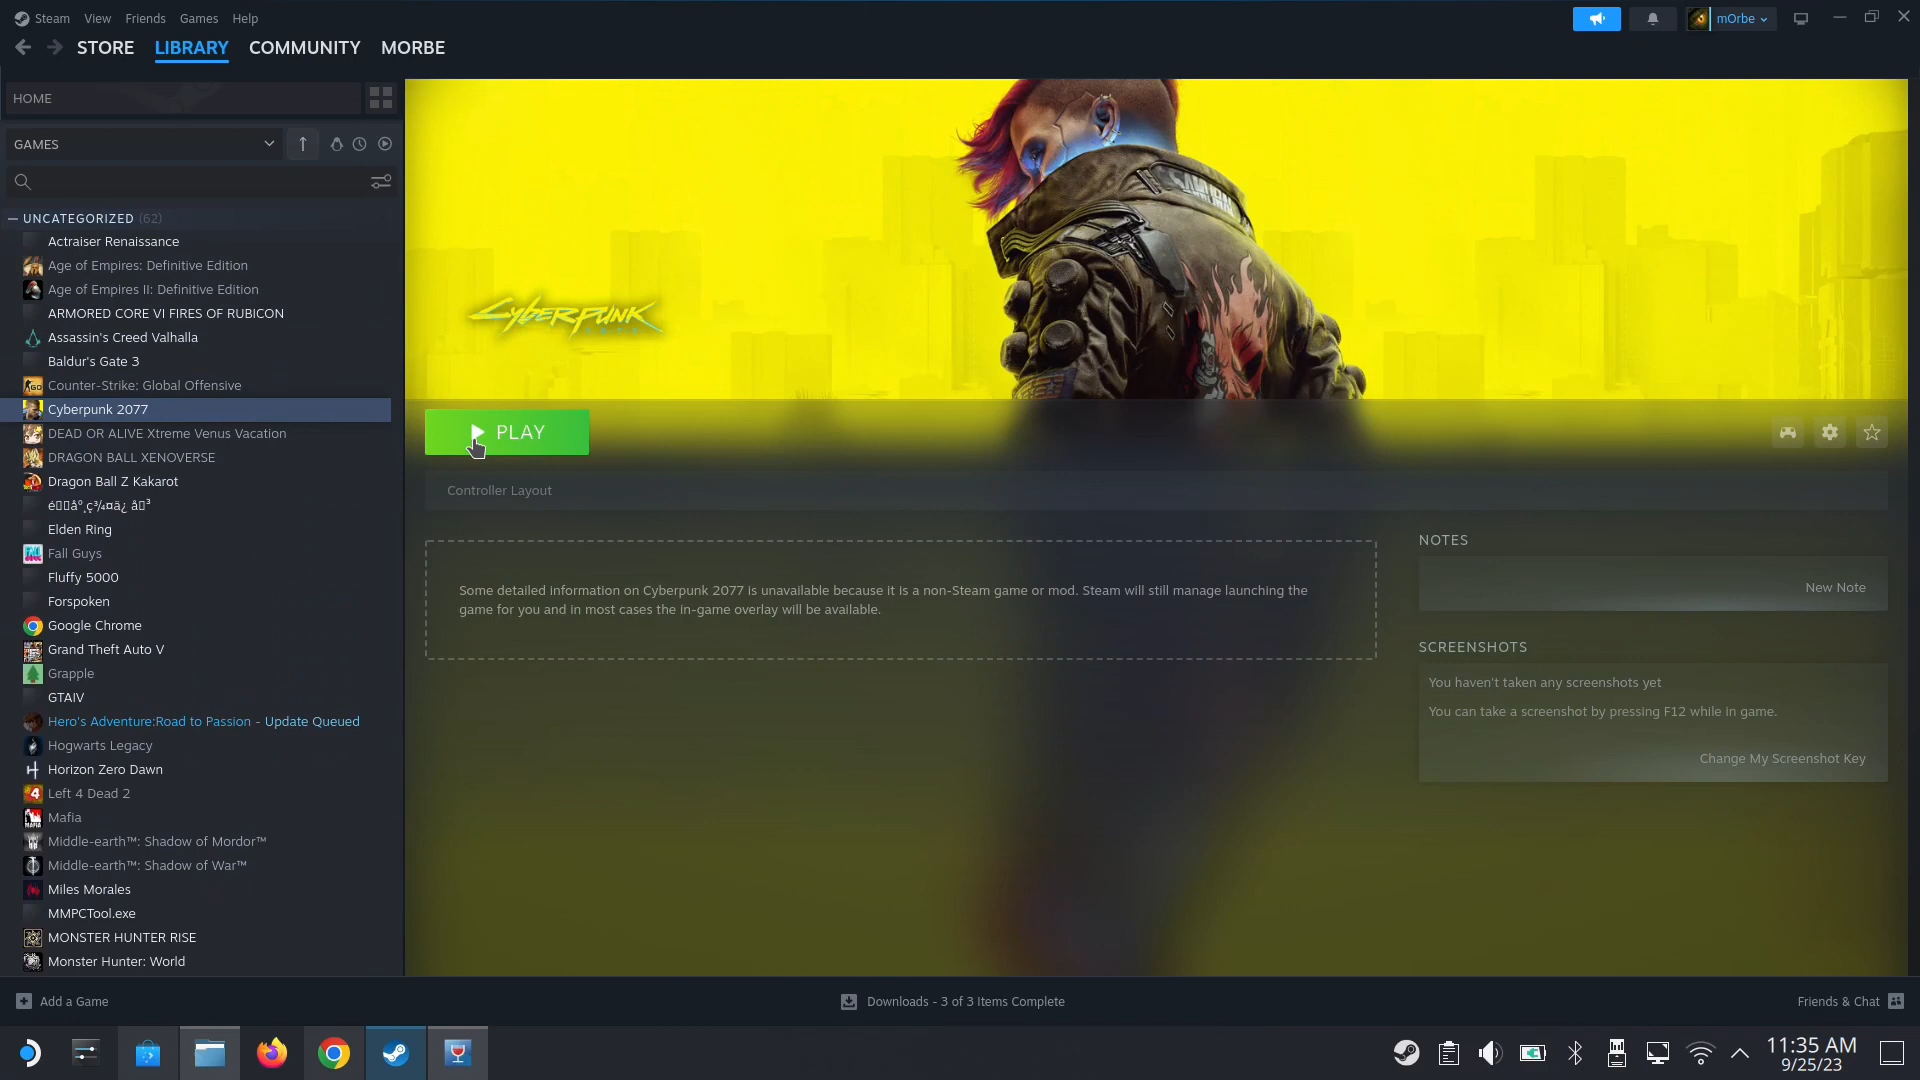 Steam View Friends Games Help
mOrbe
STORE LIBRARY COMMUNITY MORBE
HOME
GAMES
UNCATEGORIZED (62)
Actraiser Renaissance
Age of Empires: Definitive Edition
Age of Empires II: Definitive Edition
ARMORED CORE VI FIRES OF RUBICON
Assassin's Creed Valhalla
Baldur's Gate 3
Counter-Strike: Global Offensive
Cyberpunk 2077
DEAD OR ALIVE Xtreme Venus Vacation
DRAGON BALL XENOVERSE
Dragon Ball Z Kakarot
Elden Ring
Fall Guys
Fluffy 5000
Forspoken
Google Chrome
Grand Theft Auto V
Grapple
GTAIV
Hero's Adventure:Road to Passion - Update Queued
Hogwarts Legacy
Horizon Zero Dawn
Left 4 Dead 2
Mafia
Middle-earth™: Shadow of Mordor™
Middle-earth™: Shadow of War™
Miles Morales
MMPCTool.exe
MONSTER HUNTER RISE
Monster Hunter: World
SAMURAI
Cyberpunk
PLAY
Controller Layout
Some detailed information on Cyberpunk 2077 is unavailable because it is a non-Steam game or mod. Steam will still manage launching the
game for you and in most cases the in-game overlay will be available.
NOTES
New Note
SCREENSHOTS
You haven't taken any screenshots yet
You can take a screenshot by pressing F12 while in game.
Change My Screenshot Key
Add a Game
Downloads - 3 of 3 Items Complete
Friends & Chat
11:35 AM
9/25/23